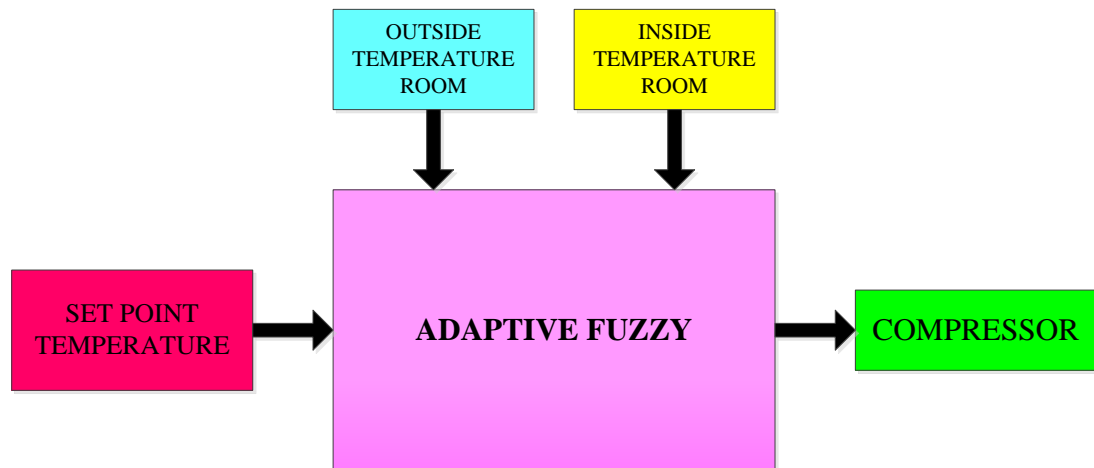 OUTSIDE
TEMPERATURE
ROOM
INSIDE
TEMPERATURE
ROOM
SET POINT
TEMPERATURE
ADAPTIVE FUZZY
COMPRESSOR